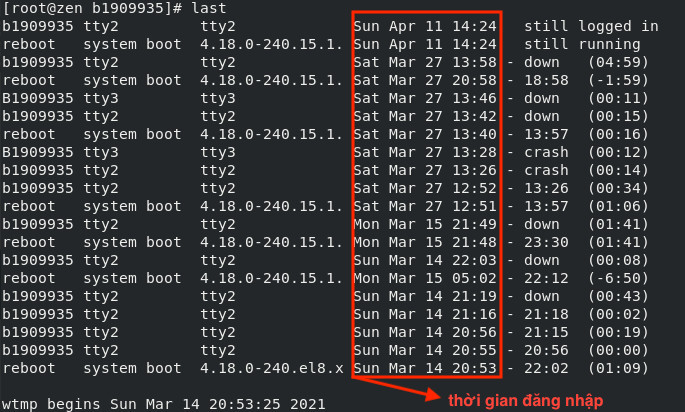 [root@zen b1909935]# last
b1909935 tty2 tty2 Sun Apr 11 14:24 still logged in
reboot system boot 4.18.0-240.15.1. Sun Apr 11 14:24 still running
b1909935 tty2 tty2 Sat Mar 27 13:58 - down (04:59)
reboot system boot 4.18.0-240.15.1. Sat Mar 27 20:58 - 18:58 (-1:59)
B1909935 tty3 tty3 Sat Mar 27 13:46 - down (00:11)
b1909935 tty2 tty2 Sat Mar 27 13:42 - down (00:15)
reboot system boot 4.18.0-240.15.1. Sat Mar 27 13:40 - 13:57 (00:16)
B1909935 tty3 tty3 Sat Mar 27 13:28 - crash (00:12)
b1909935 tty2 tty2 Sat Mar 27 13:26 - crash (00:14)
b1909935 tty2 tty2 Sat Mar 27 12:52 - 13:26 (00:34)
reboot system boot 4.18.0-240.15.1. Sat Mar 27 12:51 - 13:57 (01:06)
b1909935 tty2 tty2 Mon Mar 15 21:49 - down (01:41)
reboot system boot 4.18.0-240.15.1. Mon Mar 15 21:48 - 23:30 (01:41)
b1909935 tty2 tty2 Sun Mar 14 22:03 - down (00:08)
reboot system boot 4.18.0-240.15.1. Mon Mar 15 05:02 - 22:12 (-6:50)
b1909935 tty2 tty2 Sun Mar 14 21:19 - down (00:43)
b1909935 tty2 tty2 Sun Mar 14 21:16 - 21:18 (00:02)
b1909935 tty2 tty2 Sun Mar 14 20:56 - 21:15 (00:19)
b1909935 tty2 tty2 Sun Mar 14 20:55 - 20:56 (00:00)
reboot system boot 4.18.0-240.el8.x Sun Mar 14 20:53 - 22:02 (01:09)
thời gian đăng nhập
wtmp begins Sun Mar 14 20:53:25 2021